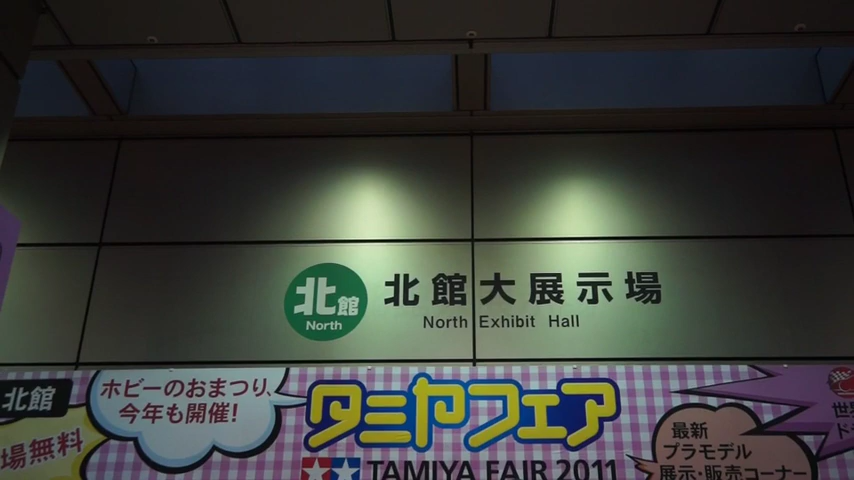 北館
North
北館大展示場
North Exhibit Hall
北館
場無料
ホビーのおまつり、
今年も開催!
タミヤフェア
TAMIYA FAIR 2011
最新
プラモデル
展示・販売コーナー
世界